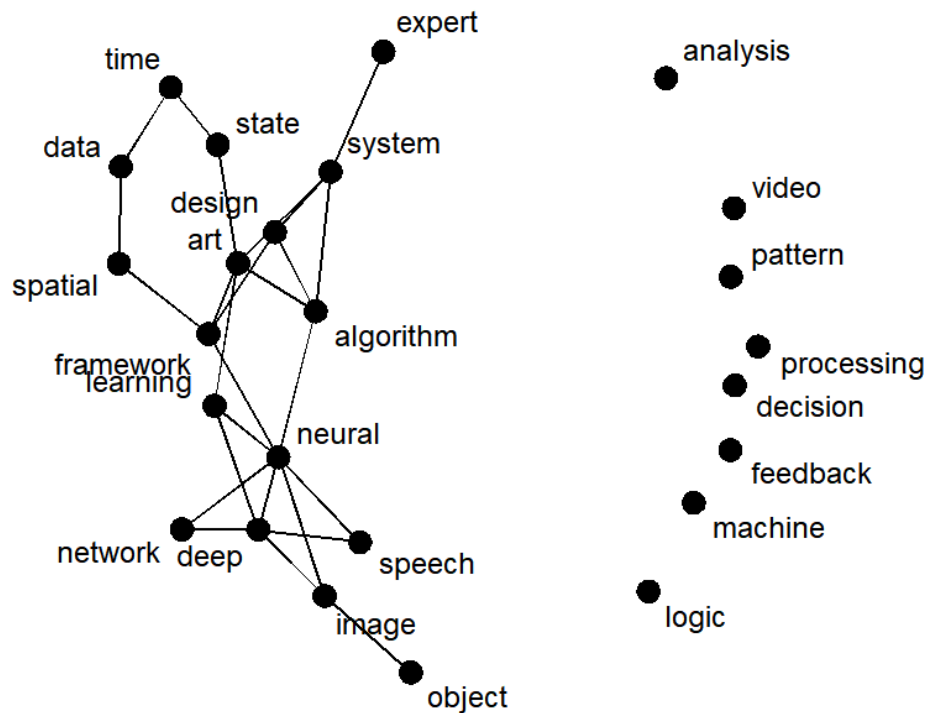 expert
analysis
time
state
system
data
video
design
art
pattern
spatial
algorithm
framework
processing
learning
decision
neural
feedback
machine
network
deep
speech
logic
image
object